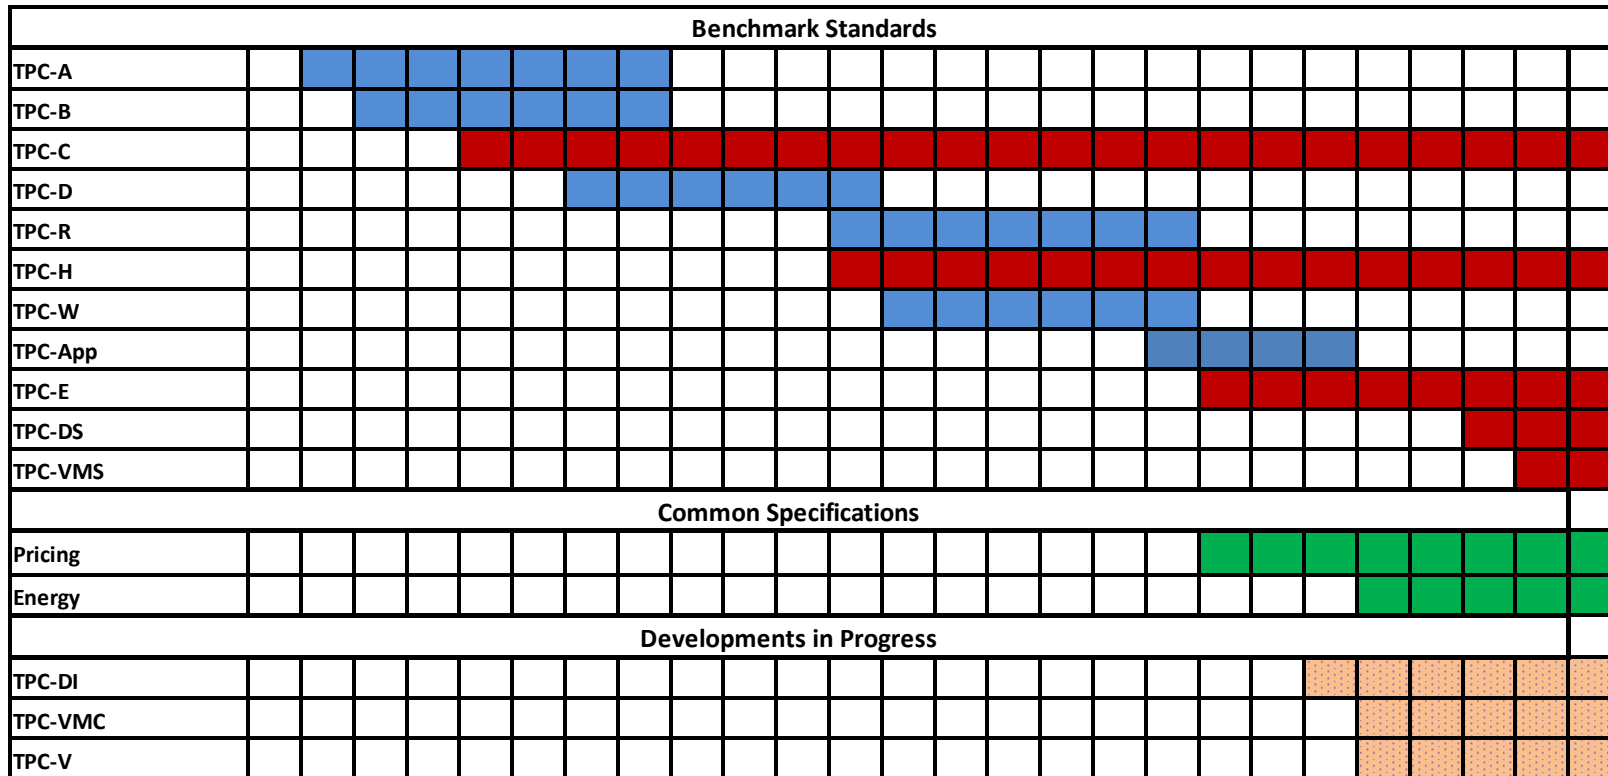 Benchmark Standards
TPC-A
TPC-B
TPC-C
TPC-D
TPC-R
TPC-H
TPC-W
TPC-App
TPC-E
TPC-DS
TPC-VMS
Common Specifications
Pricing
Energy
Developments in Progress
TPC-DI
TPC-VMC
TPC-V